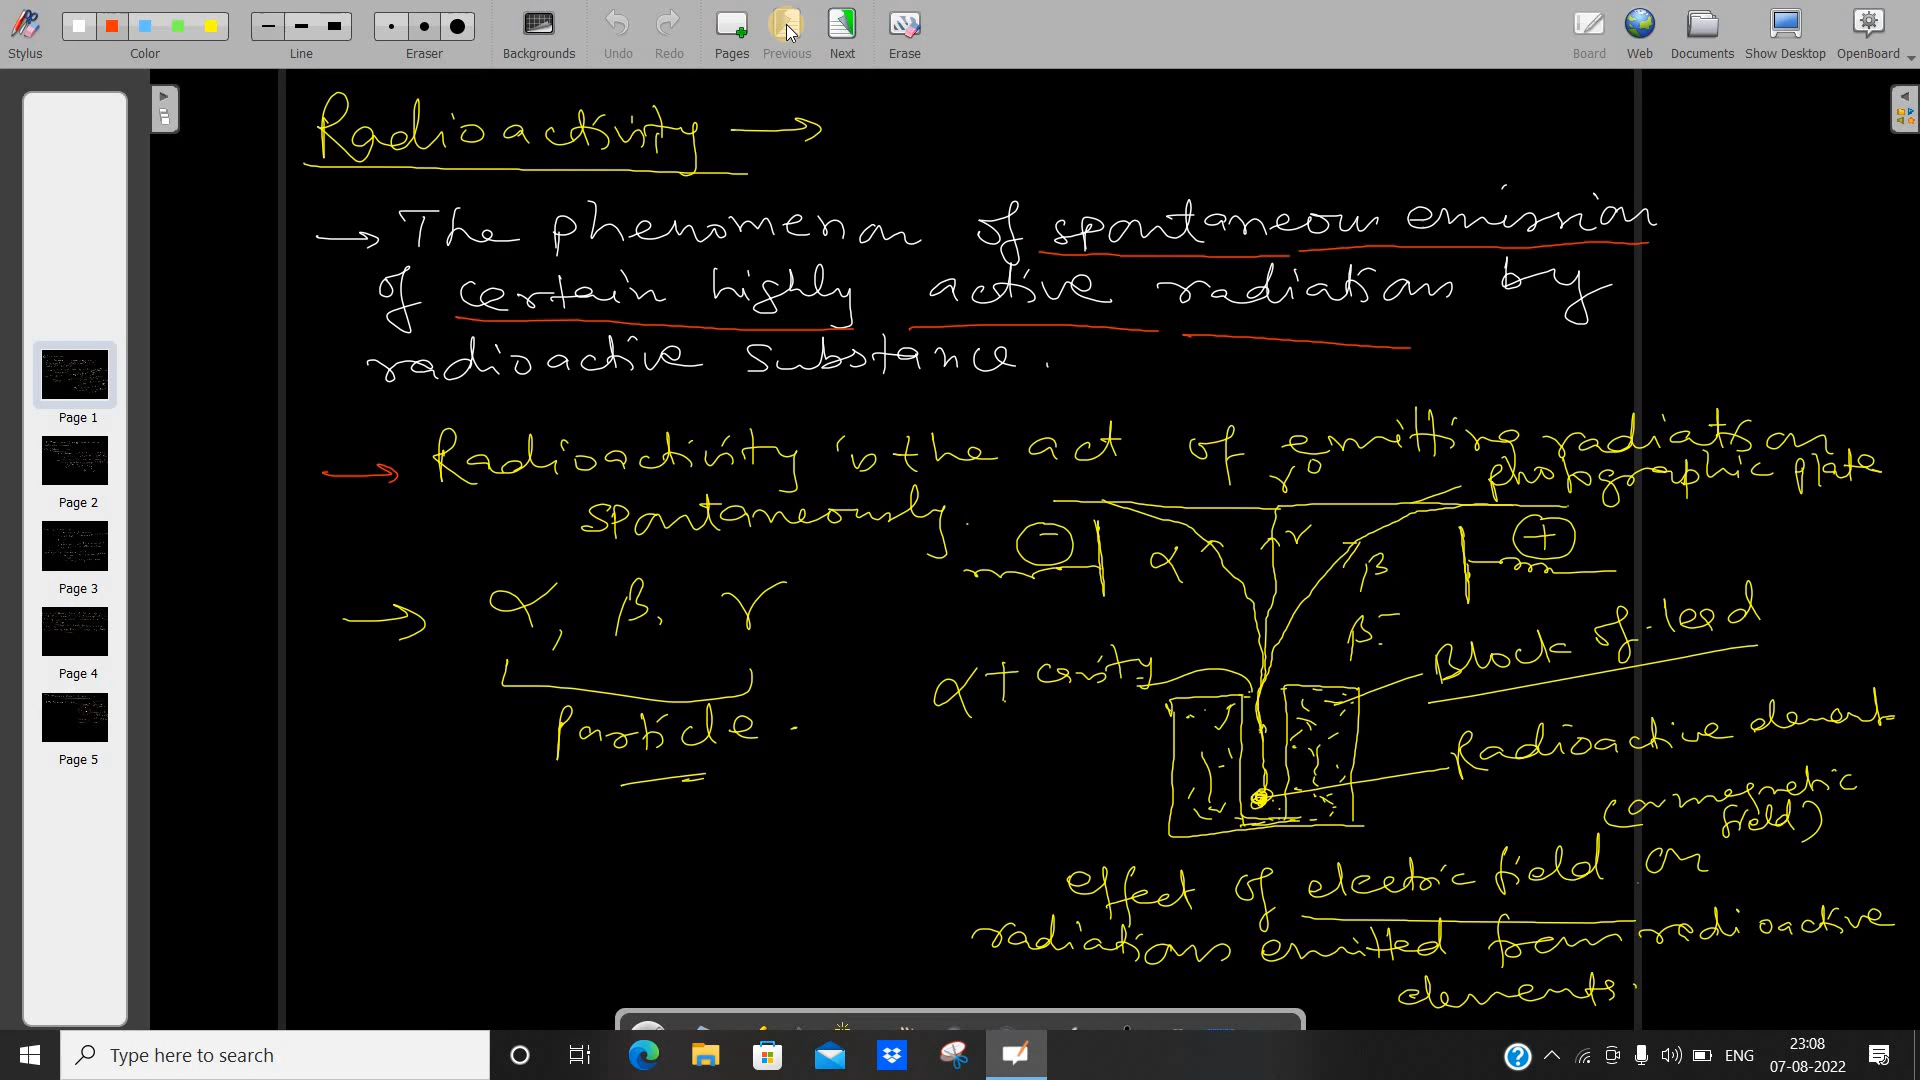 Stylus Color Line Eraser Backgrounds Undo Redo Pages Previous Next Erase Board Web Documents Show Desktop OpenBoard
Radioactivity →
→ The phenomenon of spontaneous emission
of certain highly active radiations by
radioactive substance.
→ Radioactivity is the act of emitting radiation
spontaneously.
γ⁰
photographic plate
-
α
γ
β
+
→ α, β, γ
Particle.
β-
α+
cavity
Block of lead
Radioactive element
(or magnetic
field)
effect of electric field on
radiations emitted from radioactive
elements.
Page 1
Page 2
Page 3
Page 4
Page 5
Type here to search
ENG
23:08
07-08-2022